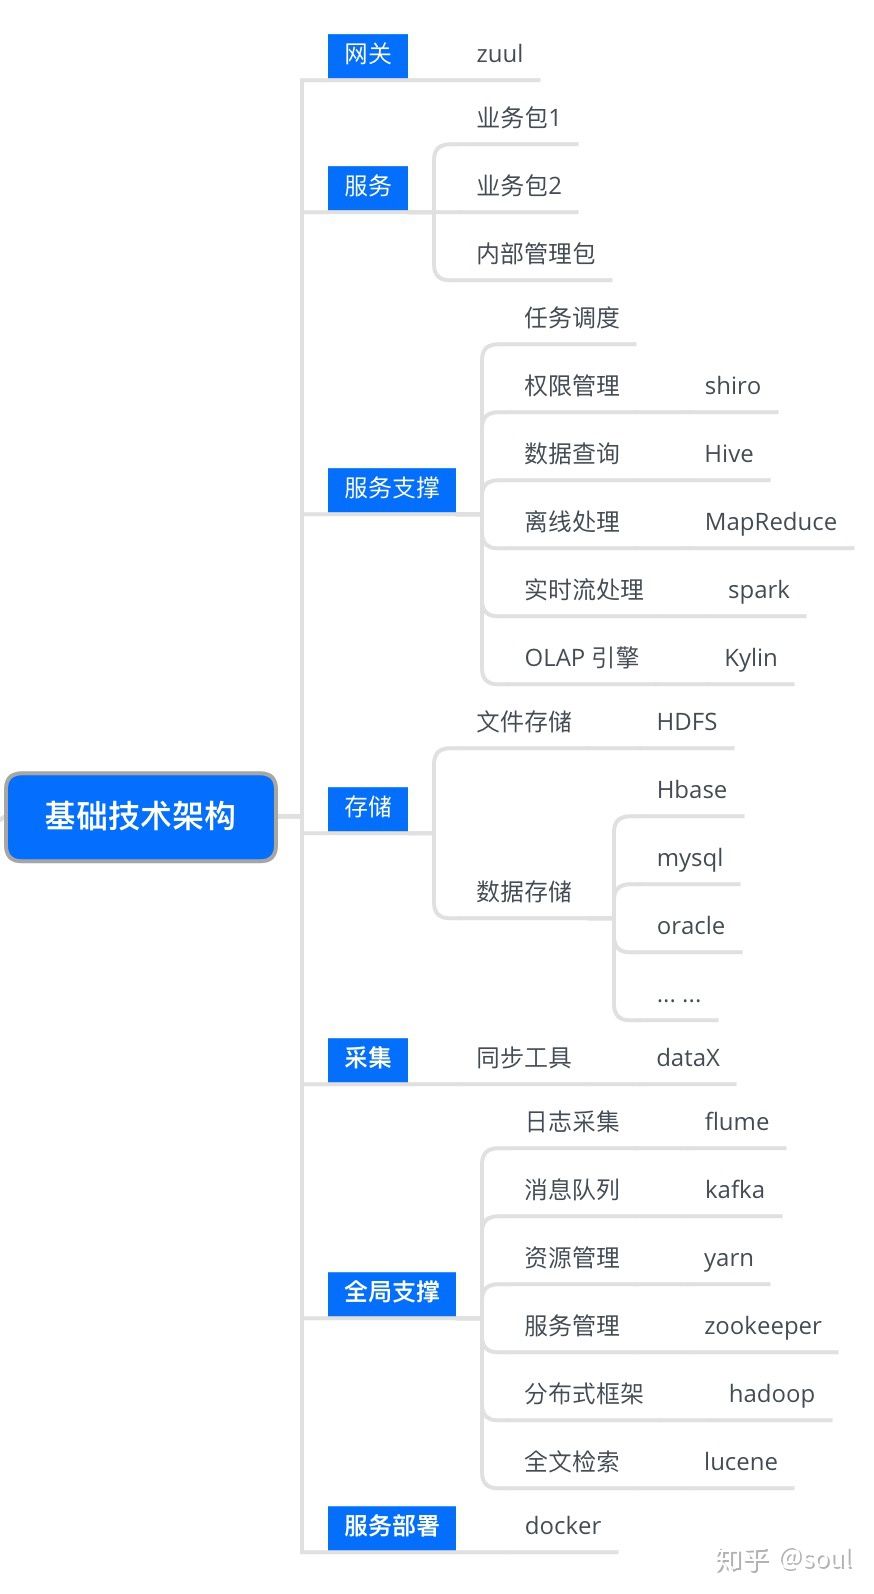 网关 zuul
业务包1
服务 业务包2
内部管理包
任务调度
权限管理 shiro
数据查询 Hive
服务支撑
离线处理 MapReduce
实时流处理 spark
OLAP 引擎 Kylin
文件存储 HDFS
Hbase
基础技术架构
存储
mysql
数据存储
oracle
... ...
采集 同步工具 dataX
日志采集 flume
消息队列 kafka
资源管理 yarn
全局支撑
服务管理 zookeeper
分布式框架 hadoop
全文检索 lucene
服务部署 docker
知乎 @soul